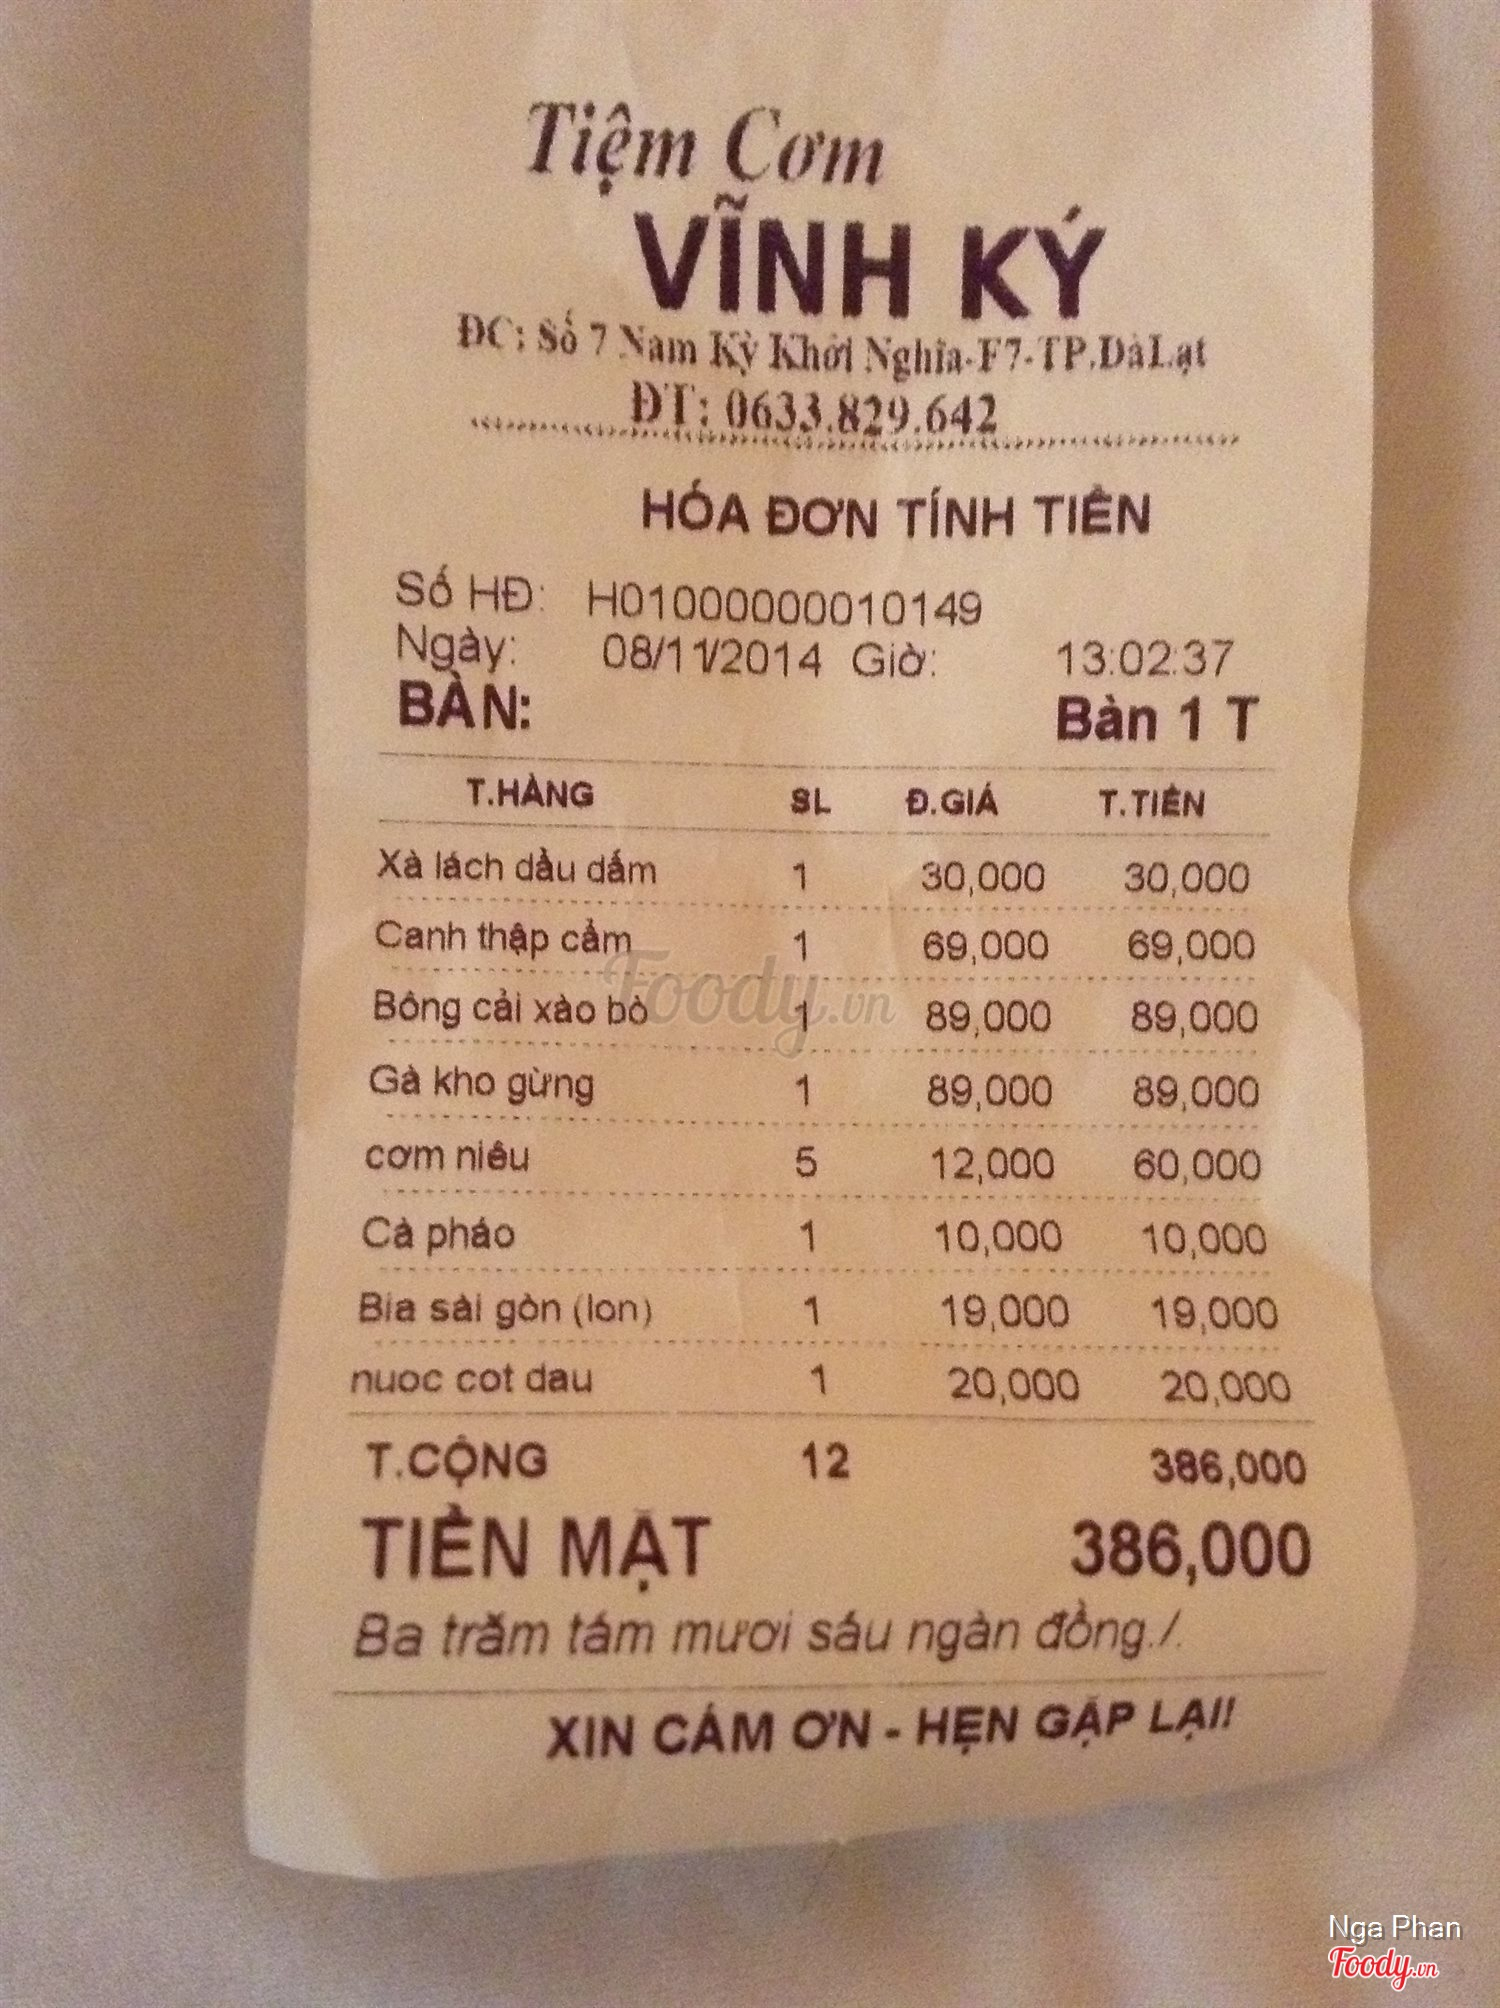 Tiệm Cơm
VĨNH KÝ
ĐC: Số 7 Nam Kỳ Khởi Nghĩa-F7-TP.ĐàLạt
ĐT: 0633.829.642
HÓA ĐƠN TÍNH TIỀN
Số HĐ: H01000000010149
Ngày: 08/11/2014 Giờ: 13:02:37
BÀN: Bàn 1 T
T.HÀNG SL Đ.GIÁ T.TIỀN
Xà lách dầu dấm 1 30,000 30,000
Canh thập cẩm 1 69,000 69,000
Bông cải xào bò 1 89,000 89,000
Gà kho gừng 1 89,000 89,000
cơm niêu 5 12,000 60,000
Cà pháo 1 10,000 10,000
Bia sài gòn (lon) 1 19,000 19,000
nuoc cot dau 1 20,000 20,000
T.CỘNG 12 386,000
TIỀN MẶT 386,000
Ba trăm tám mươi sáu ngàn đồng./.
XIN CÁM ƠN - HẸN GẶP LẠI!
Foody.vn
Nga Phan
Foody.vn